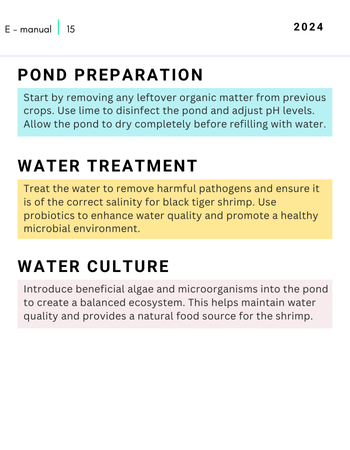 E - manual | 15
2024
POND PREPARATION
Start by removing any leftover organic matter from previous
crops. Use lime to disinfect the pond and adjust pH levels.
Allow the pond to dry completely before refilling with water.
WATER TREATMENT
Treat the water to remove harmful pathogens and ensure it
is of the correct salinity for black tiger shrimp. Use
probiotics to enhance water quality and promote a healthy
microbial environment.
WATER CULTURE
Introduce beneficial algae and microorganisms into the pond
to create a balanced ecosystem. This helps maintain water
quality and provides a natural food source for the shrimp.